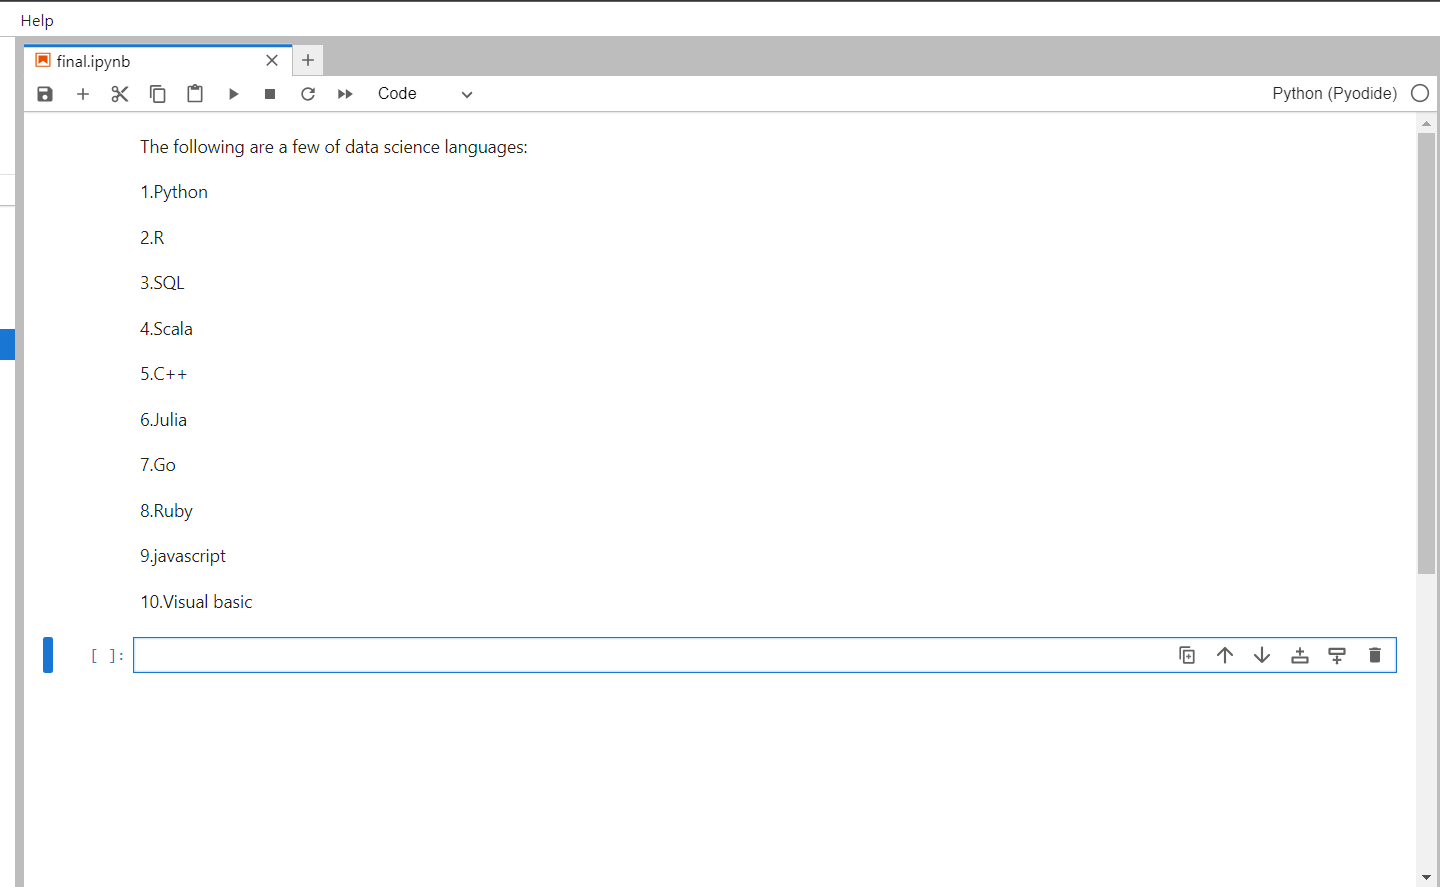 Help
final.ipynb
Code
Python (Pyodide)
The following are a few of data science languages:
1.Python
2.R
3.SQL
4.Scala
5.C++
6.Julia
7.Go
8.Ruby
9.javascript
10.Visual basic
[ ]: